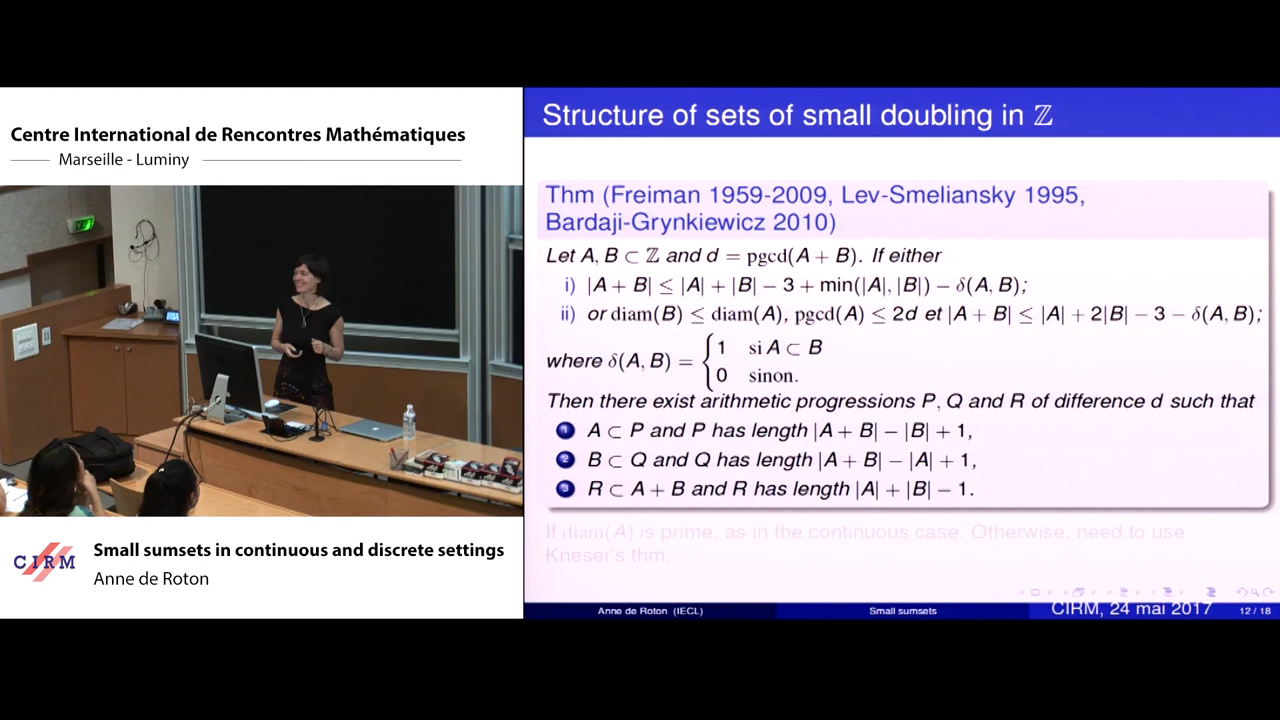 Centre International de Rencontres Mathématiques
Marseille - Luminy
CIRM
Small sumsets in continuous and discrete settings
Anne de Roton
Structure of sets of small doubling in ℤ
Thm (Freiman 1959-2009, Lev-Smeliansky 1995,
Bardaji-Grynkiewicz 2010)
Let A, B ⊂ ℤ and d = pgcd(A + B). If either
i) |A + B| ≤ |A| + |B| − 3 + min(|A|, |B|) − δ(A, B);
ii) or diam(B) ≤ diam(A), pgcd(A) ≤ 2d et |A + B| ≤ |A| + 2|B| − 3 − δ(A, B);
where δ(A, B) = { 1 si A ⊂ B
0 sinon.
Then there exist arithmetic progressions P, Q and R of difference d such that
1 A ⊂ P and P has length |A + B| − |B| + 1,
2 B ⊂ Q and Q has length |A + B| − |A| + 1,
3 R ⊂ A + B and R has length |A| + |B| − 1.
If diam(A) is prime, as in the continuous case. Otherwise, need to use
Kneser's thm.
Anne de Roton (IECL)
Small sumsets
CIRM, 24 mai 2017
12 / 18